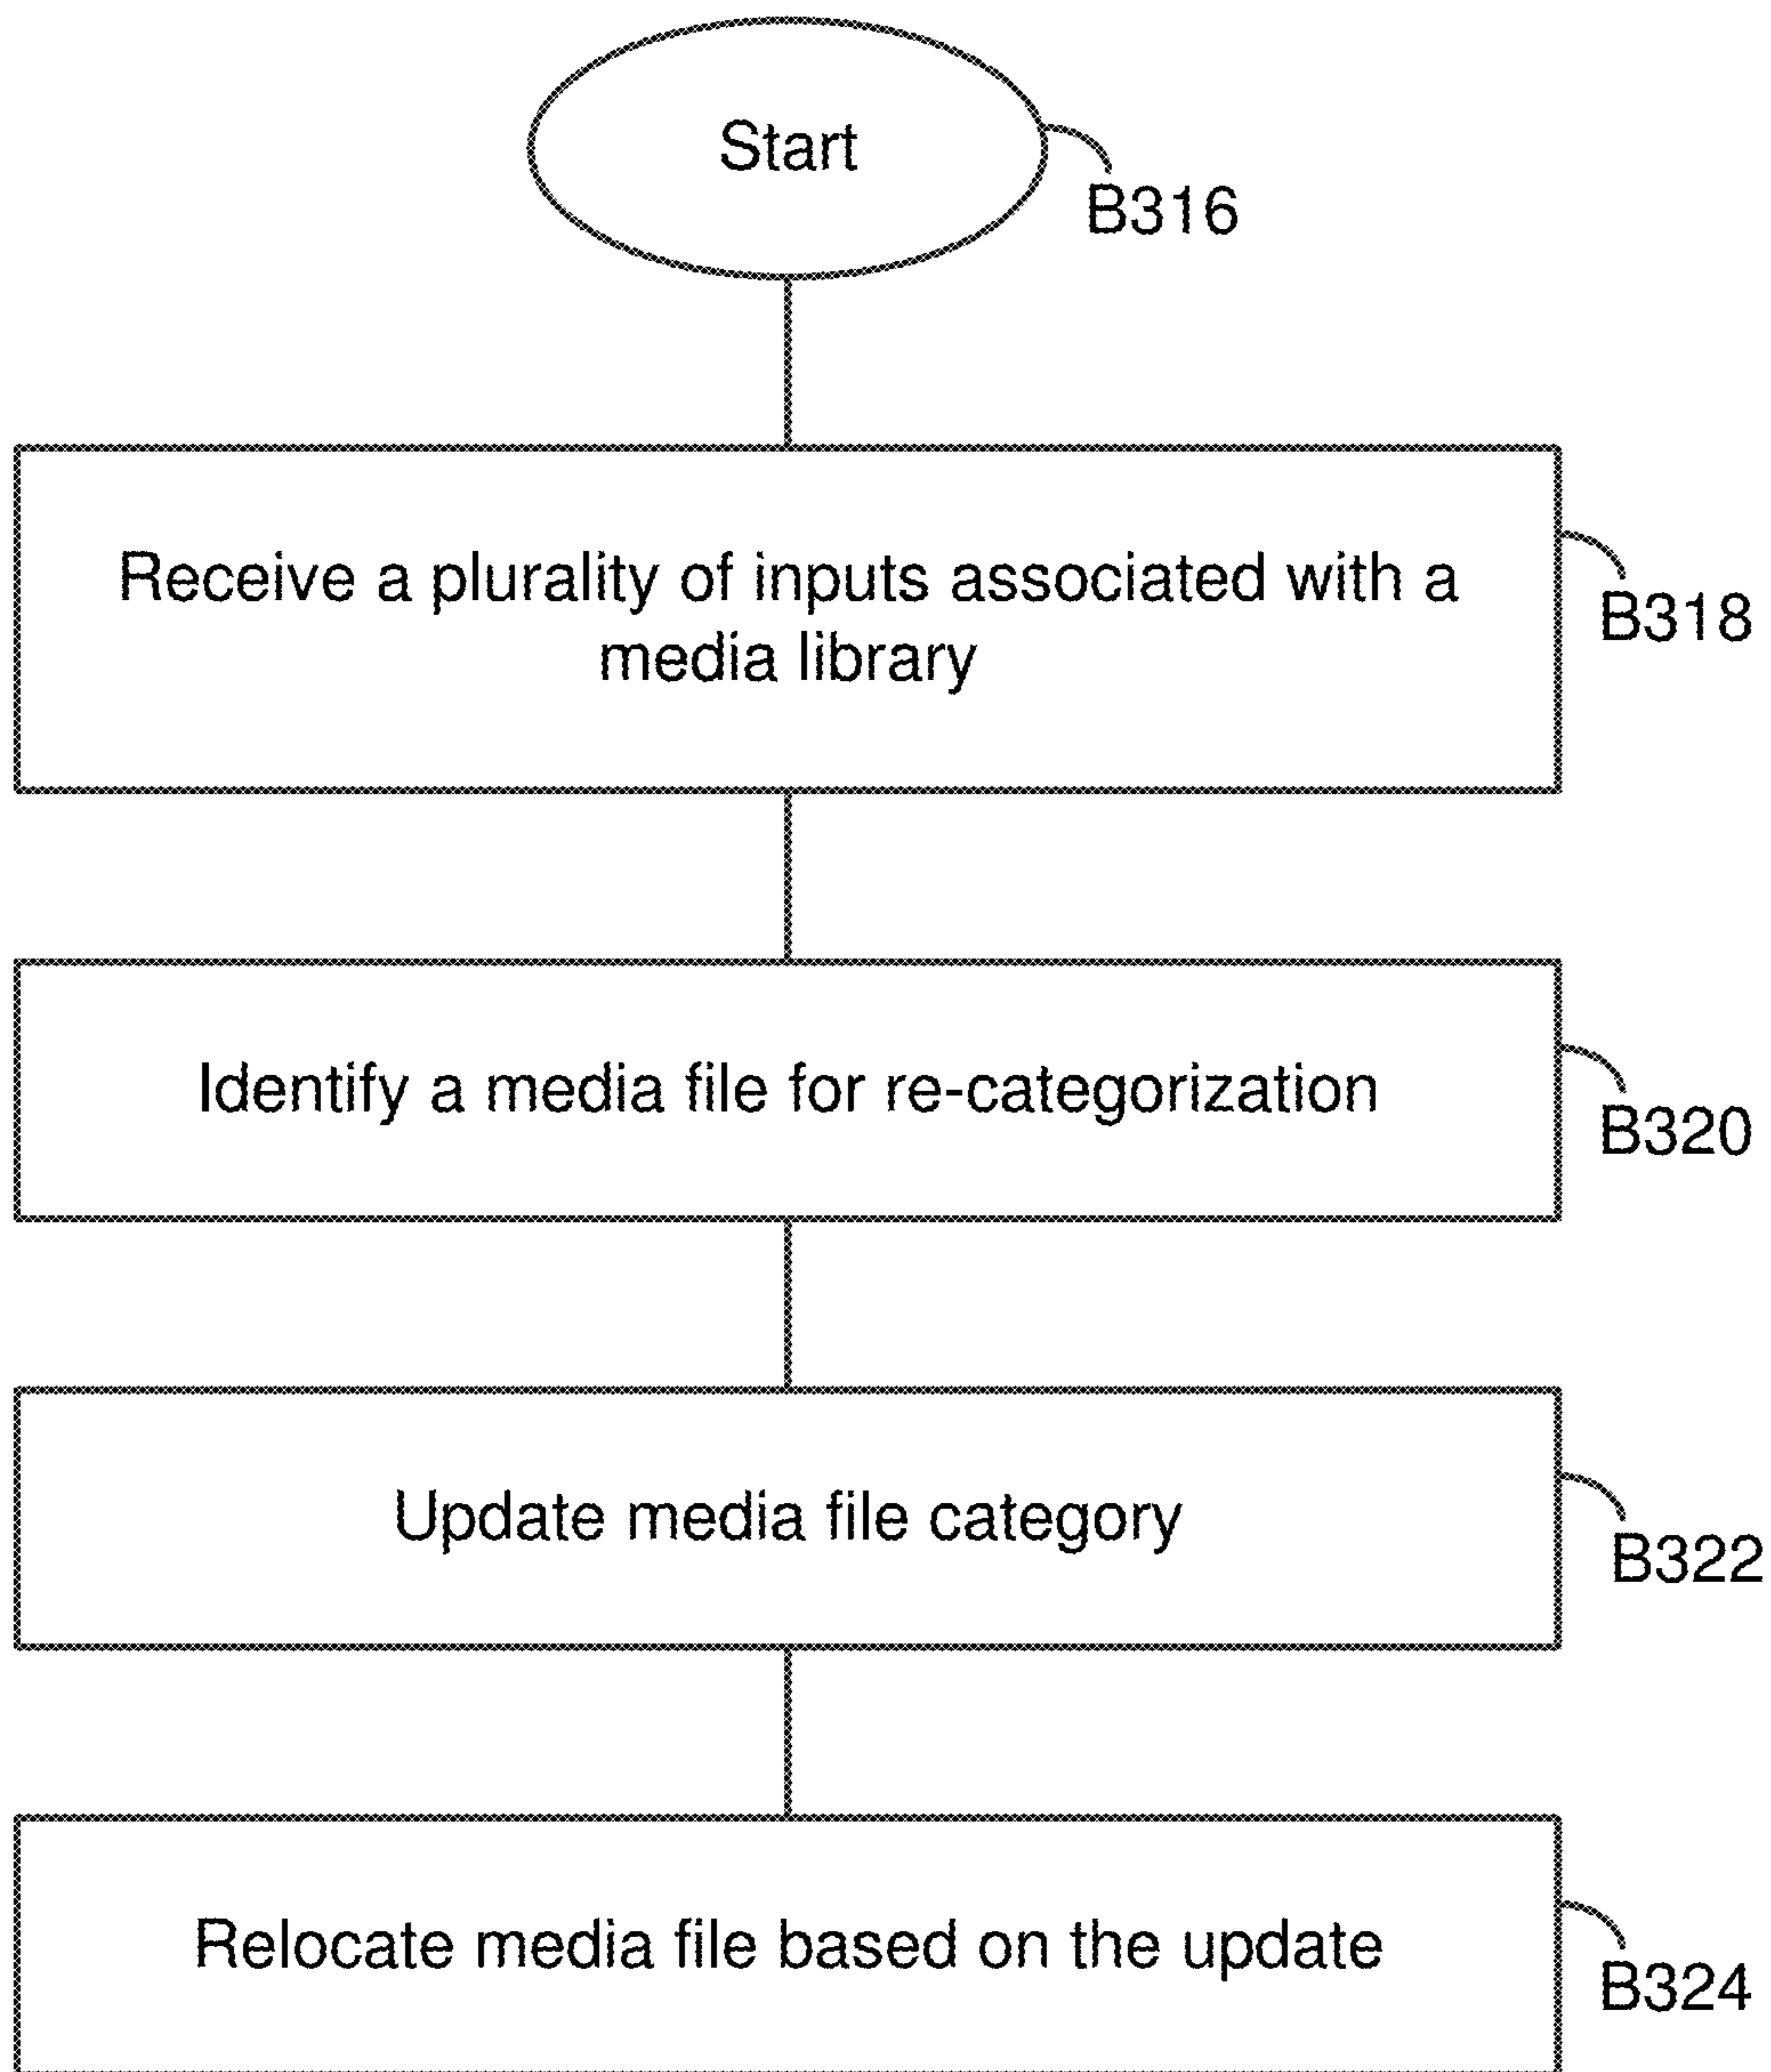 Start
B316
Receive a plurality of inputs associated with a
media library
B318
Identify a media file for re-categorization
B320
Update media file category
B322
Relocate media file based on the update
B324